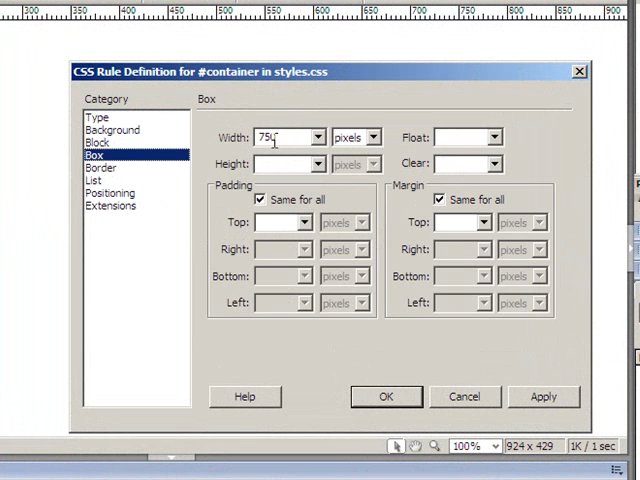 300 350 400 450 500 550 600 650 700 750 800 850 900
CSS Rule Definition for #container in styles.css
Category
Box
Type
Background
Block
Box
Border
List
Positioning
Extensions
Width: 750 pixels Float:
Height: pixels Clear:
Padding Margin
Same for all Same for all
Top: pixels Top: pixels
Right: pixels Right: pixels
Bottom: pixels Bottom: pixels
Left: pixels Left: pixels
Help OK Cancel Apply
100% 924 x 429 1K / 1 sec